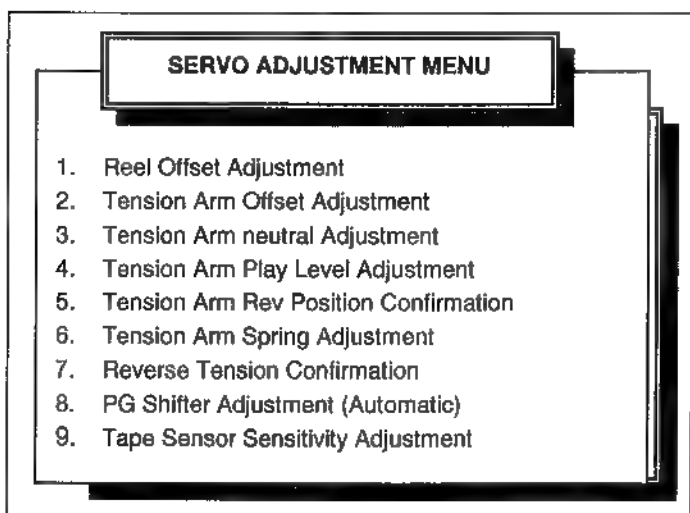 SERVO ADJUSTMENT MENU
1. Reel Offset Adjustment
2. Tension Arm Offset Adjustment
3. Tension Arm neutral Adjustment
4. Tension Arm Play Level Adjustment
5. Tension Arm Rev Position Confirmation
6. Tension Arm Spring Adjustment
7. Reverse Tension Confirmation
8. PG Shifter Adjustment (Automatic)
9. Tape Sensor Sensitivity Adjustment